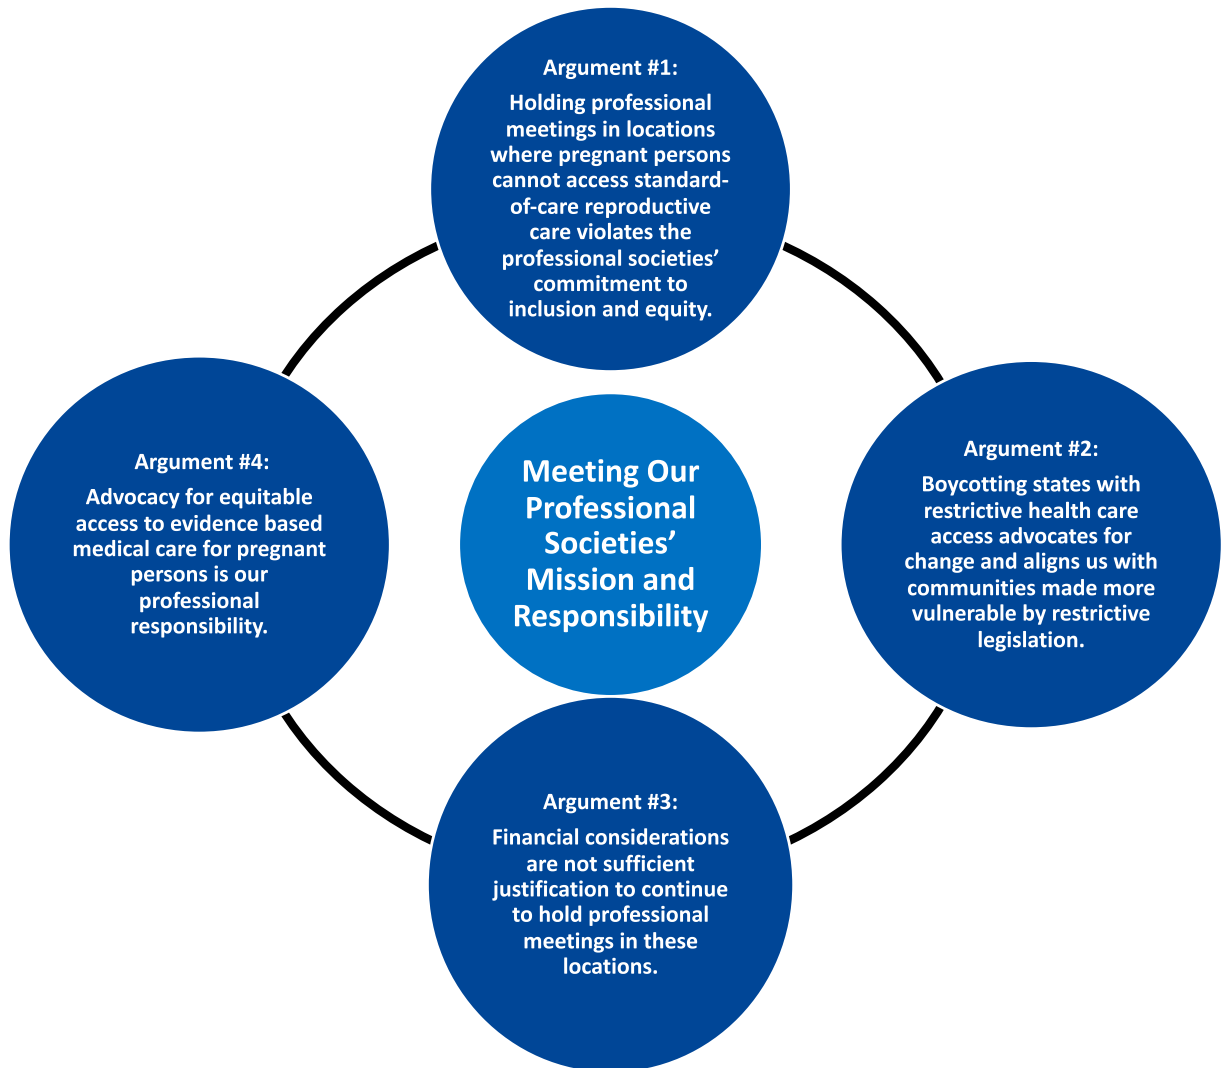 Argument #1:
Holding professional
meetings in locations
where pregnant persons
cannot access standard-
of-care reproductive
care violates the
professional societies’
commitment to
inclusion and equity.
Argument #2:
Boycotting states with
restrictive health care
access advocates for
change and aligns us with
communities made more
vulnerable by restrictive
legislation.
Argument #3:
Financial considerations
are not sufficient
justification to continue
to hold professional
meetings in these
locations.
Argument #4:
Advocacy for equitable
access to evidence based
medical care for pregnant
persons is our
professional
responsibility.
Meeting Our
Professional
Societies’
Mission and
Responsibility